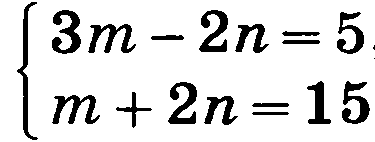 3m − 2n = 5,
m + 2n = 15